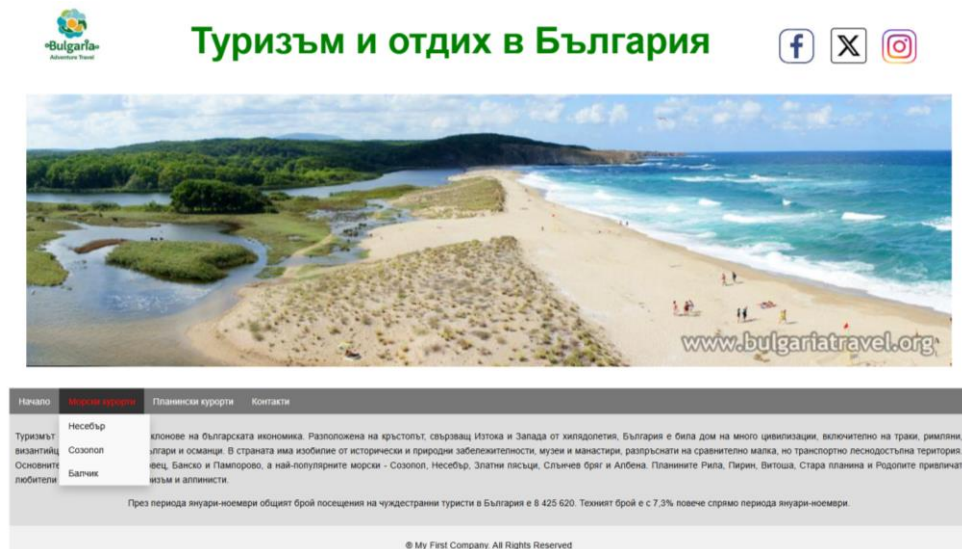 Bulgaria
Adventure Travel
Туризъм и отдих в България
www.bulgariatravel.org
Начало Морски курорти Планински курорти Контакти
Несебър
Созопол
Балчик
Туризмът клонове на българската икономика. Разположена на кръстопът, свързващ Изтока и Запада от хилядолетия, България е била дом на много цивилизации, включително на траки, римляни,
византийц българи и османци. В страната има изобилие от исторически и природни забележителности, музеи и манастири, разпръснати на сравнително малка, но транспортно леснодостъпна територия.
Основните Банско и Пампорово, а най-популярните морски - Созопол, Несебър, Златни пясъци, Слънчев бряг и Албена. Планините Рила, Пирин, Витоша, Стара планина и Родопите привличат
любители и алпинисти.
През периода януари-ноември общият брой посещения на чуждестранни туристи в България е 8 425 620. Техният брой е с 7,3% повече спрямо периода януари-ноември.
® My First Company. All Rights Reserved